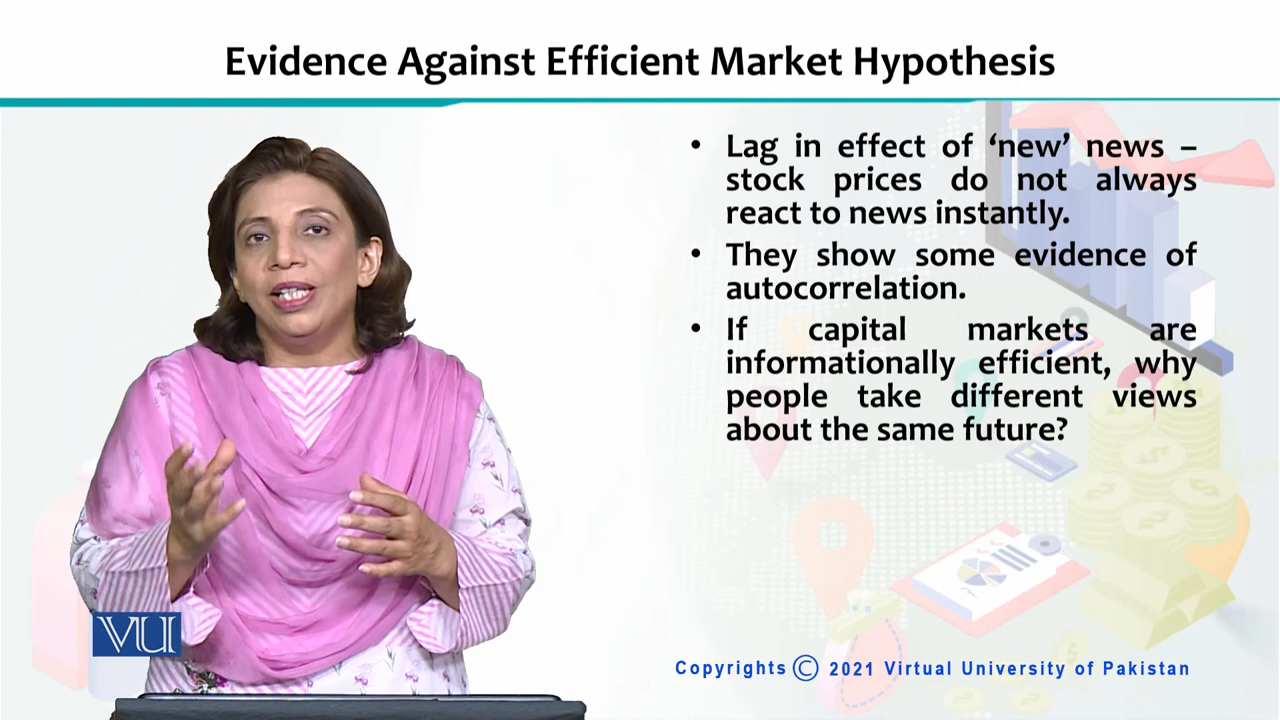 Evidence Against Efficient Market Hypothesis
• Lag in effect of ‘new’ news –
stock prices do not always
react to news instantly.
• They show some evidence of
autocorrelation.
• If capital markets are
informationally efficient, why
people take different views
about the same future?
VU
Copyrights © 2021 Virtual University of Pakistan